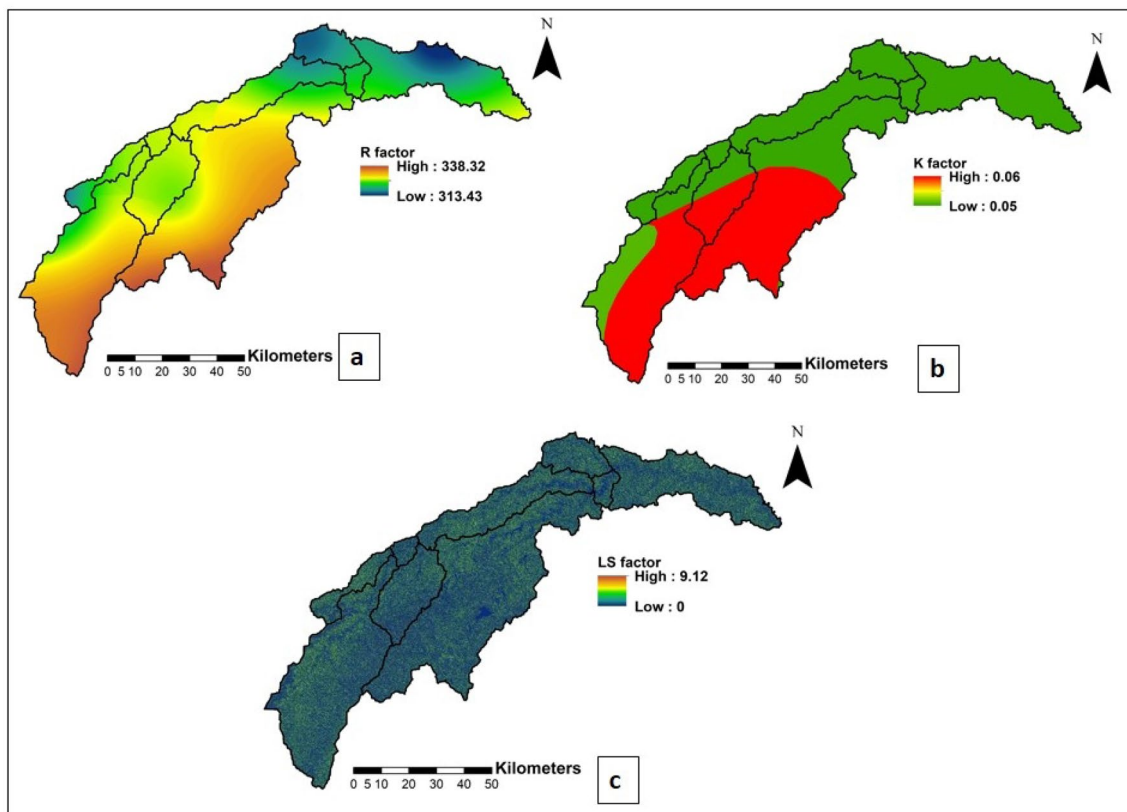 N
R factor
High : 338.32
Low : 313.43
Kilometers
0 5 10 20 30 40 50
a
N
K factor
High : 0.06
Low : 0.05
Kilometers
0 5 10 20 30 40 50
b
N
LS factor
High : 9.12
Low : 0
Kilometers
0 5 10 20 30 40 50
c